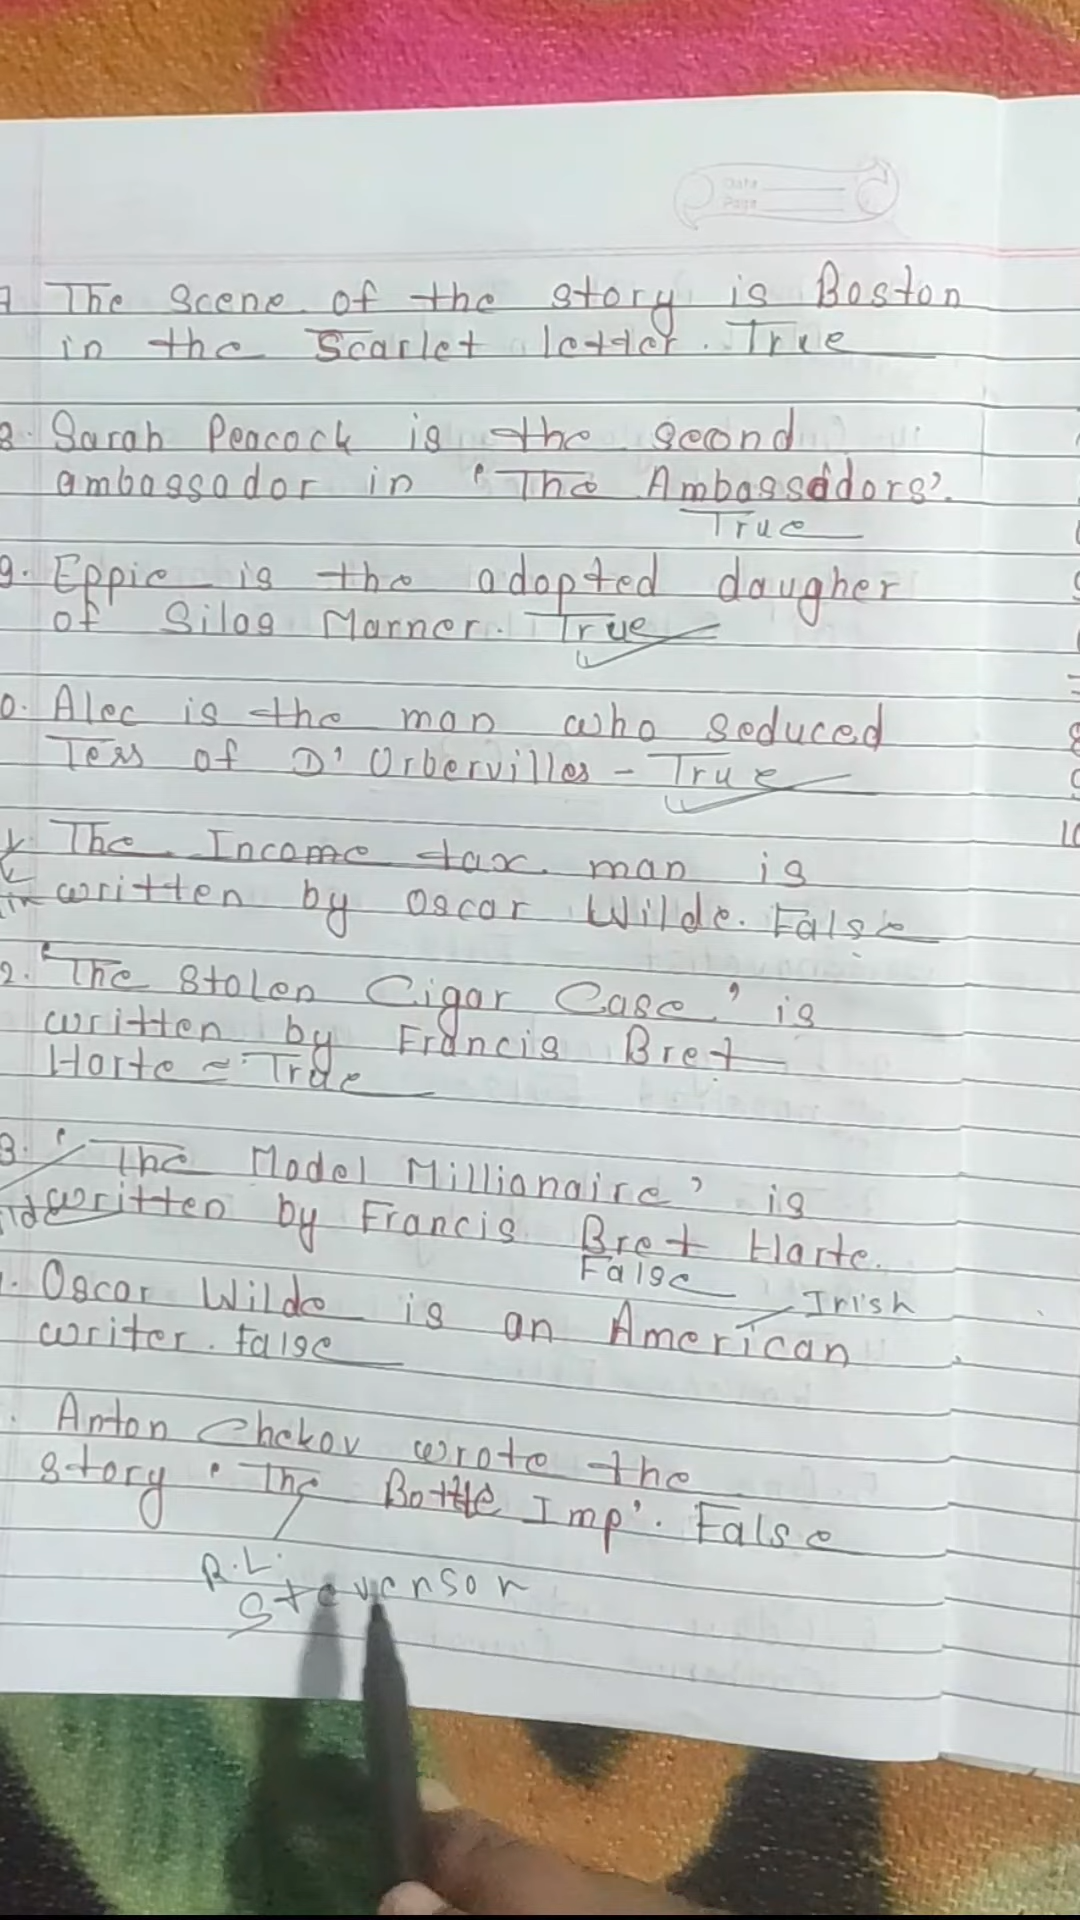 Date
Page
7 The Scene of the story is Boston
in the Scarlet letter. True
8. Sarah Peacock is the second
ambassador in 'The Ambassadors'.
True
9. Eppie is the adopted daugher
of Silas Marner. True
0. Alec is the man who seduced
Tess of D' Urbervilles - True
The Income tax man is
written by Oscar Wilde. False
2. 'The Stolen Cigar Case' is
written by Francis Bret
Harte = True
3. 'The Model Millionaire' is
written by Francis Bret Harte.
False
Irish
Oscar Wilde is an American
writer. False
Anton Chekov wrote the
story 'The Bottle Imp'. False
R.L.
Stevenson